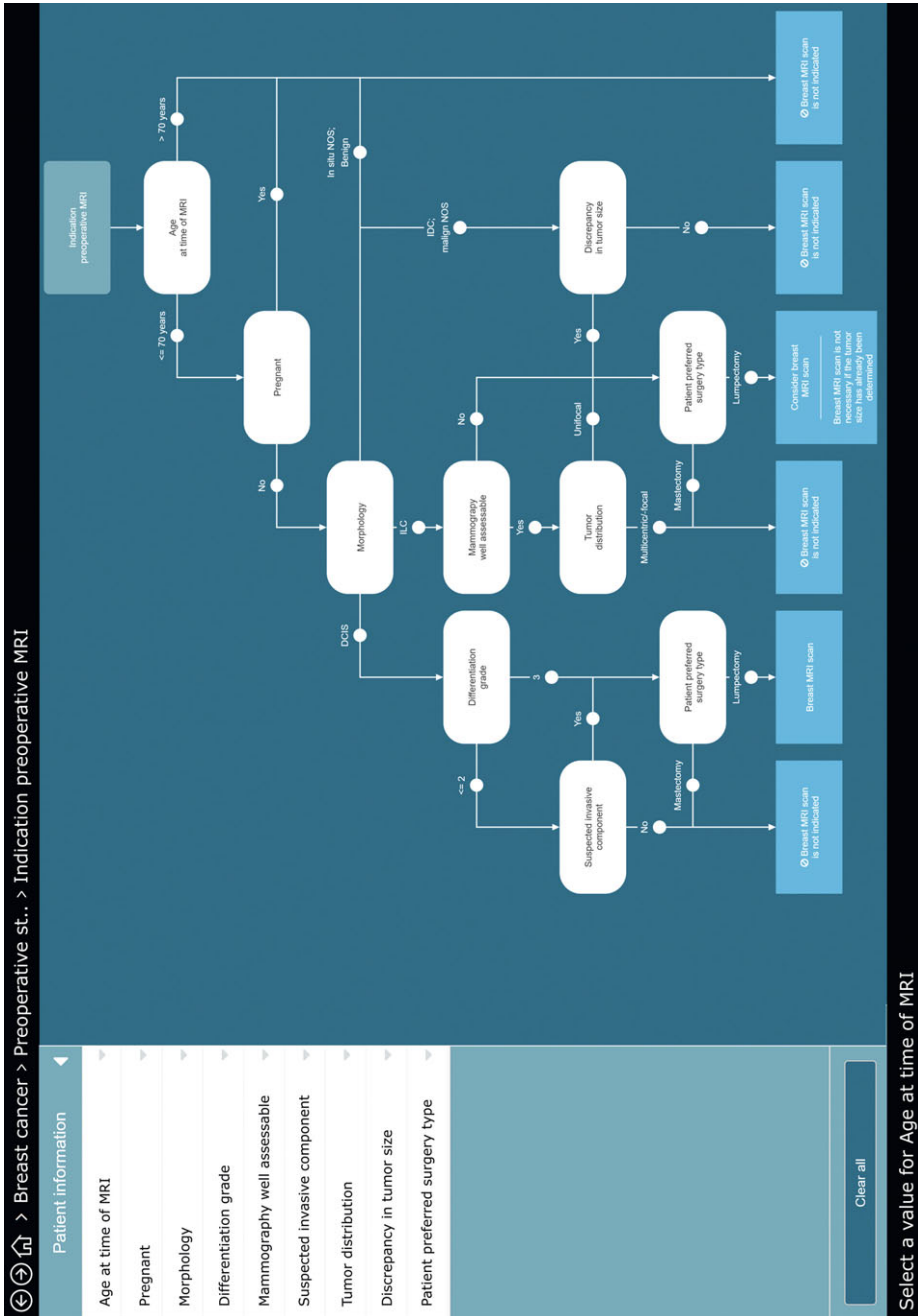 > Breast cancer > Preoperative st.. > Indication preoperative MRI
Patient information
Age at time of MRI
Pregnant
Morphology
Differentiation grade
Mammography well assessable
Suspected invasive component
Tumor distribution
Discrepancy in tumor size
Patient preferred surgery type
Clear all
Indication
preoperative MRI
Age
at time of MRI
<= 70 years
> 70 years
Pregnant
No
Yes
Morphology
DCIS
ILC
In situ NOS;
Benign
IDC;
malign NOS
Differentiation
grade
<= 2
3
Mammograpy
well assessable
No
Yes
Suspected invasive
component
Yes
No
Tumor
distribution
Unifocal
Multicentric/-focal
Discrepancy
in tumor size
Yes
No
Patient preferred
surgery type
Mastectomy
Lumpectomy
Patient preferred
surgery type
Mastectomy
Lumpectomy
Breast MRI scan
is not indicated
Breast MRI scan
Breast MRI scan
is not indicated
Consider breast
MRI scan
Breast MRI scan is not
necessary if the tumor
size has already been
determined
Breast MRI scan
is not indicated
Breast MRI scan
is not indicated
Select a value for Age at time of MRI